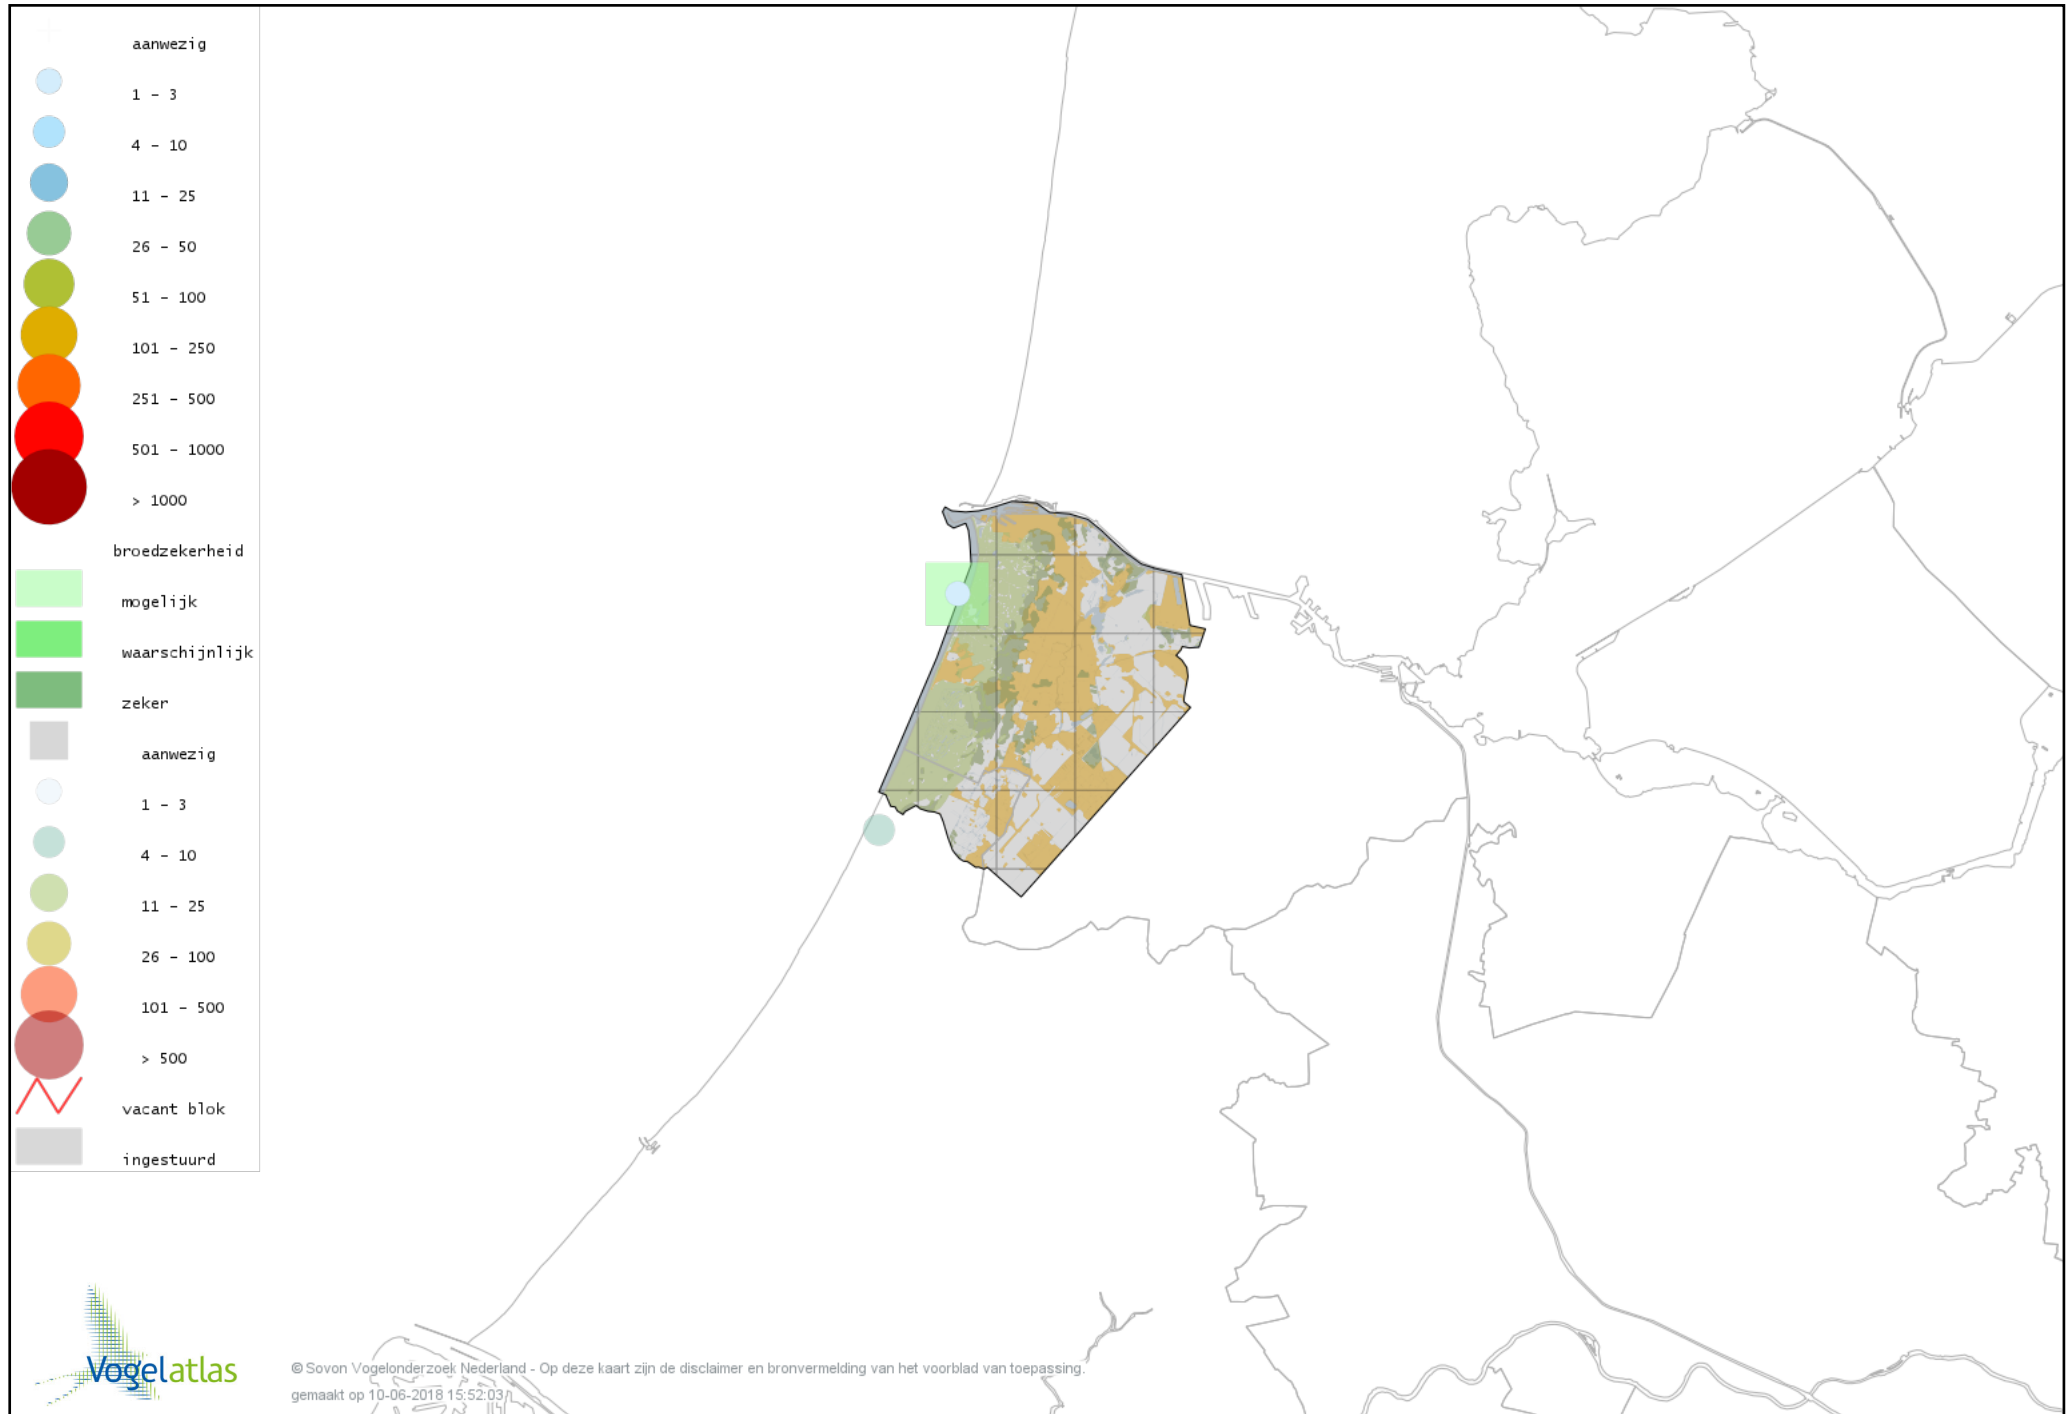 aanwezig
1 – 3
4 – 10
11 – 25
26 – 50
51 – 100
101 – 250
251 – 500
501 – 1000
> 1000
broedzekerheid
mogelijk
waarschijnlijk
zeker
aanwezig
1 – 3
4 – 10
11 – 25
26 – 100
101 – 500
> 500
vacant blok
ingestuurd
Vogelatlas
© Sovon Vogelonderzoek Nederland - Op deze kaart zijn de disclaimer en bronvermelding van het voorblad van toepassing.
gemaakt op 10-06-2018 15:52:03